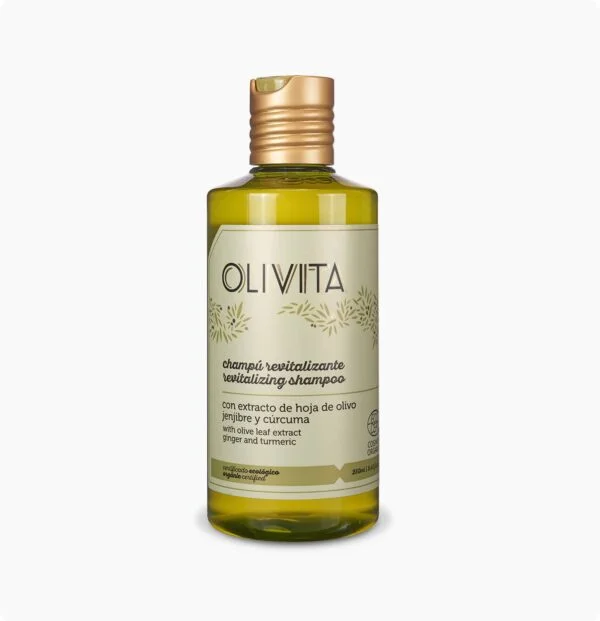 OLIVITA
champú revitalizante
revitalizing shampoo
con extracto de hoja de olivo
jenjibre y cúrcuma
with olive leaf extract
ginger and turmeric
certificado ecológico
organic certified